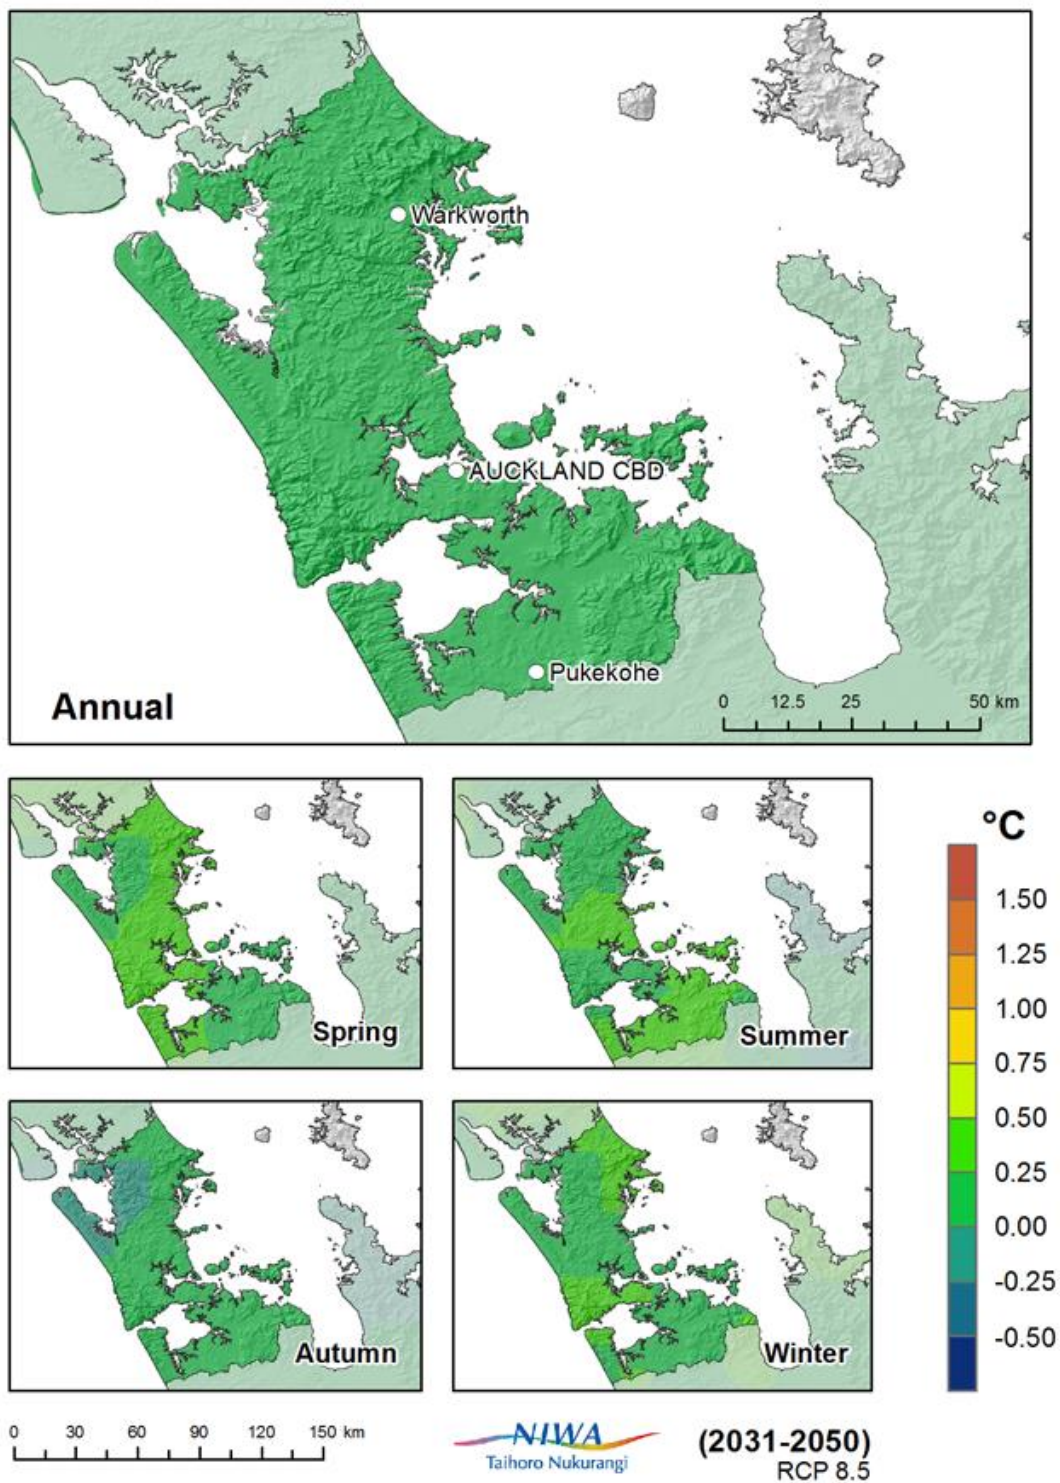 Warkworth
AUCKLAND CBD
Pukekohe
Annual
0 12.5 25 50 km
Spring
Summer
Autumn
Winter
°C
1.50
1.25
1.00
0.75
0.50
0.25
0.00
-0.25
-0.50
0 30 60 90 120 150 km
NIWA
Taihoro Nukurangi
(2031-2050)
RCP 8.5